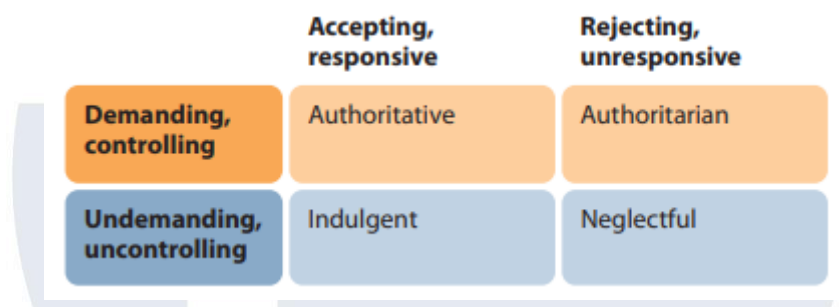 Accepting,
responsive
Rejecting,
unresponsive
Demanding,
controlling
Authoritative
Authoritarian
Undemanding,
uncontrolling
Indulgent
Neglectful